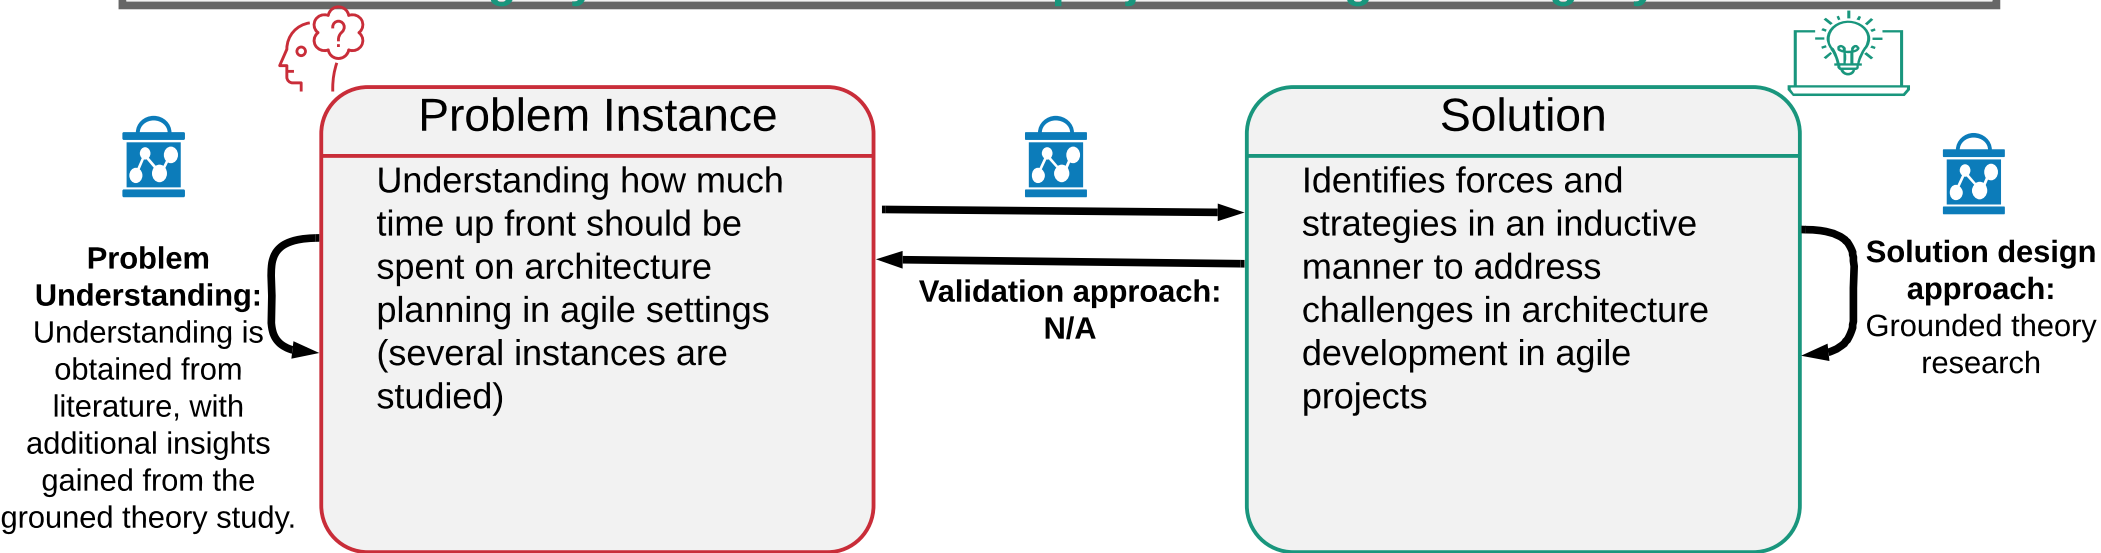 Problem Instance
Understanding how much
time up front should be
spent on architecture
planning in agile settings
(several instances are
studied)
Solution
Identifies forces and
strategies in an inductive
manner to address
challenges in architecture
development in agile
projects
Problem
Understanding:
Understanding is
obtained from
literature, with
additional insights
gained from the
grouned theory study.
Validation approach:
N/A
Solution design
approach:
Grounded theory
research
?